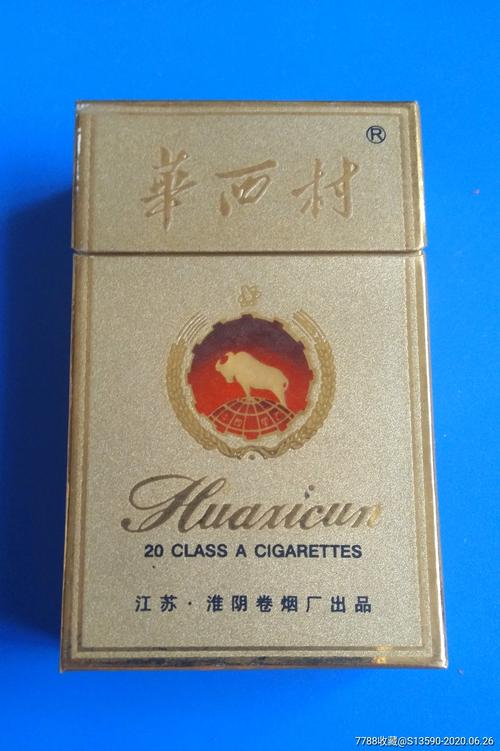 ®
華西村
Huaxicun
20 CLASS A CIGARETTES
江苏·淮阴卷烟厂出品
7788收藏@S13590-2020.06.26